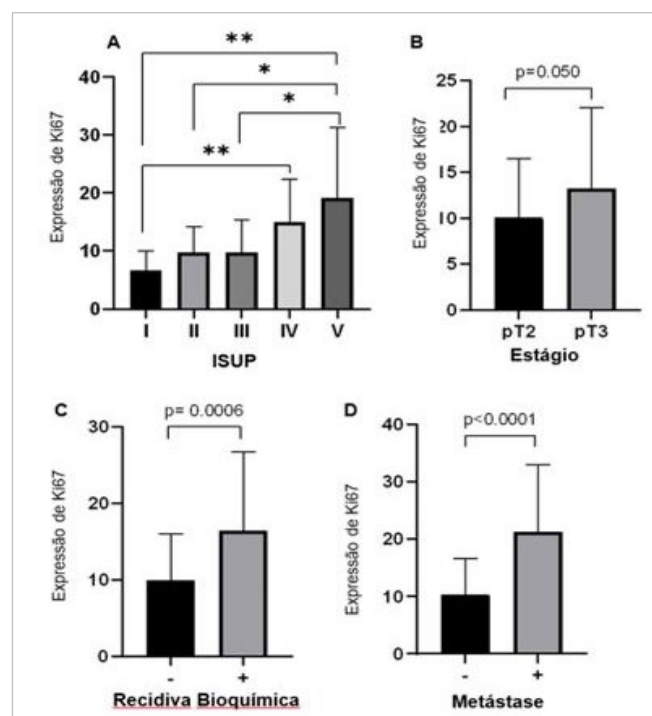 A
**
*
*
**
Expressão de Ki67
40
30
20
10
0
I II III IV V
ISUP
B
p=0.050
Expressão de Ki67
25
20
15
10
5
0
pT2 pT3
Estágio
C
p= 0.0006
Expressão de Ki67
30
20
10
0
- +
Recidiva Bioquímica
D
p<0.0001
Expressão de Ki67
40
30
20
10
0
- +
Metástase